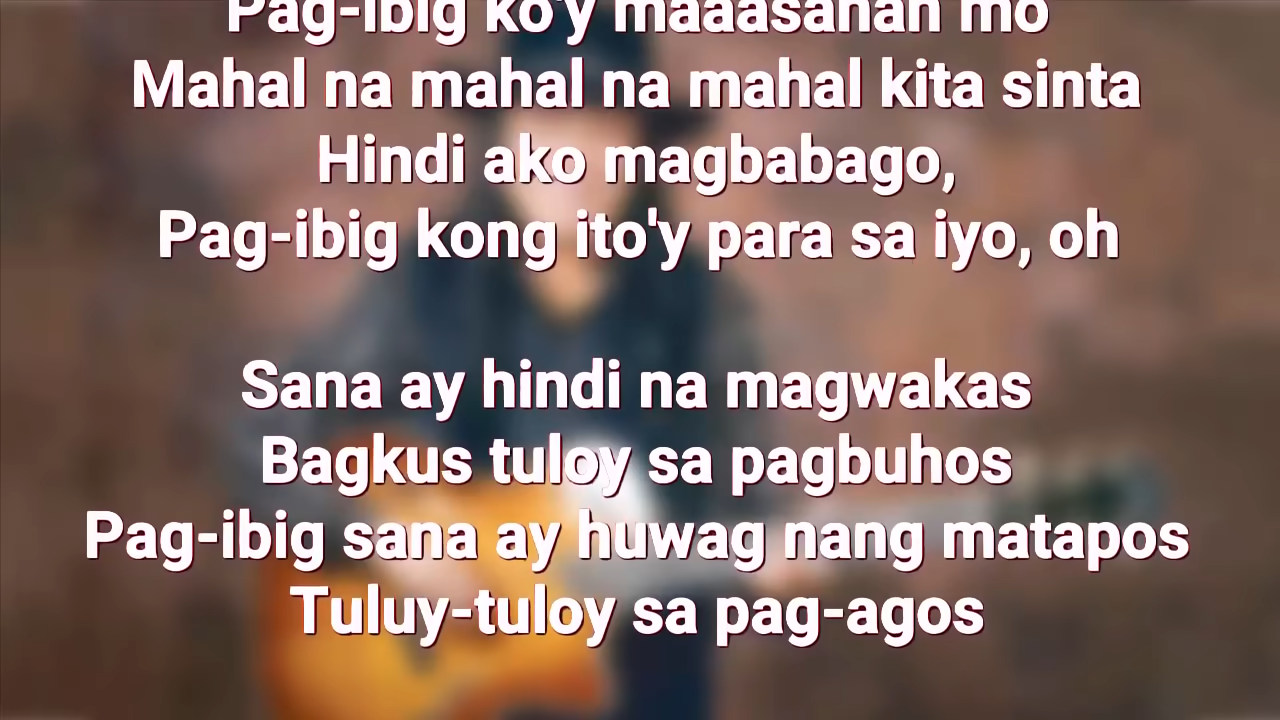 Pag-ibig ko'y maaasahan mo
Mahal na mahal na mahal kita sinta
Hindi ako magbabago,
Pag-ibig kong ito'y para sa iyo, oh
Sana ay hindi na magwakas
Bagkus tuloy sa pagbuhos
Pag-ibig sana ay huwag nang matapos
Tuluy-tuloy sa pag-agos